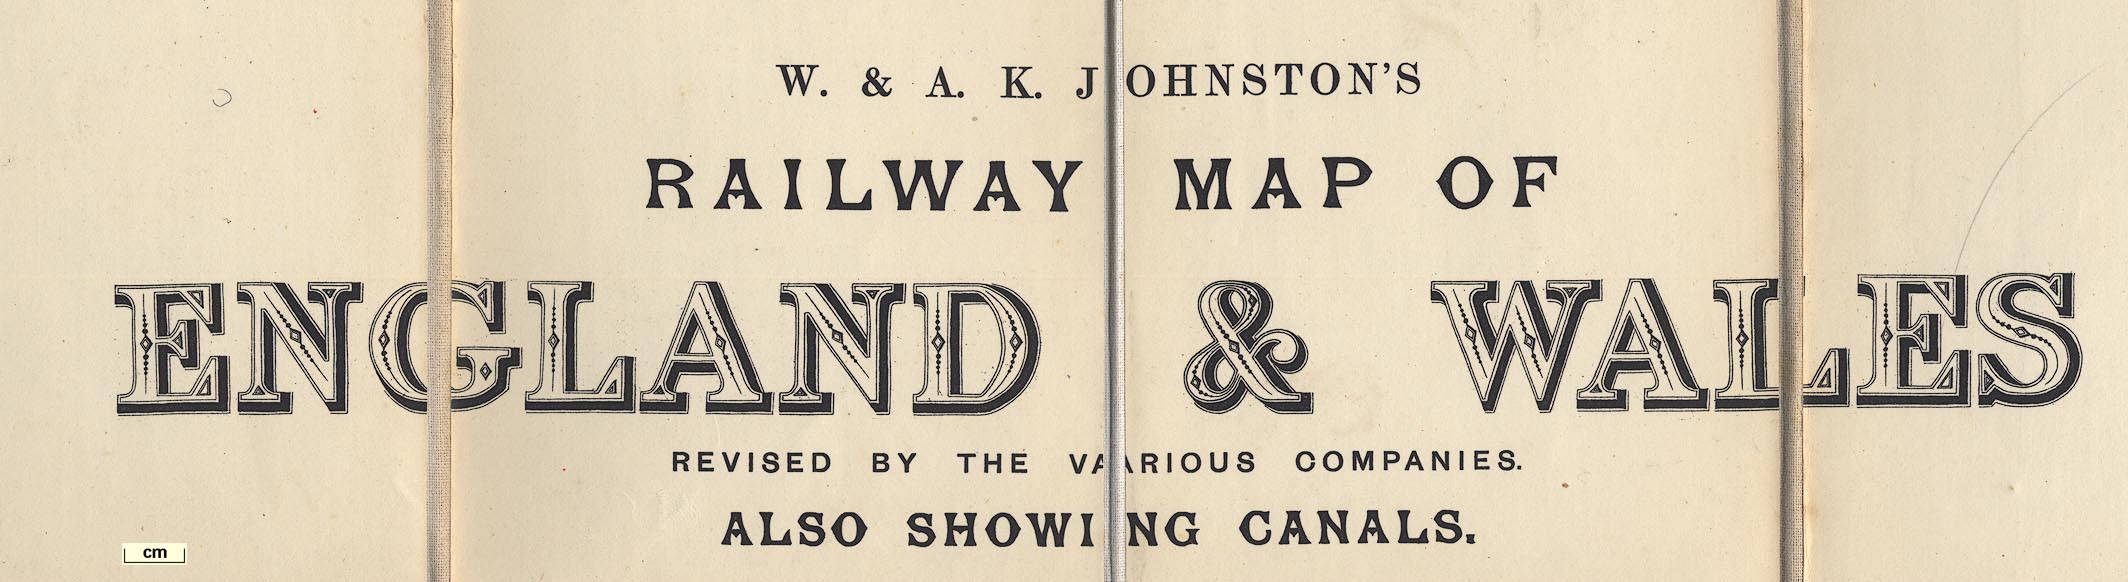 W. & A. K. JOHNSTON'S
RAILWAY MAP OF
ENGLAND & WALES
REVISED BY THE VARIOUS COMPANIES.
ALSO SHOWING CANALS.
cm